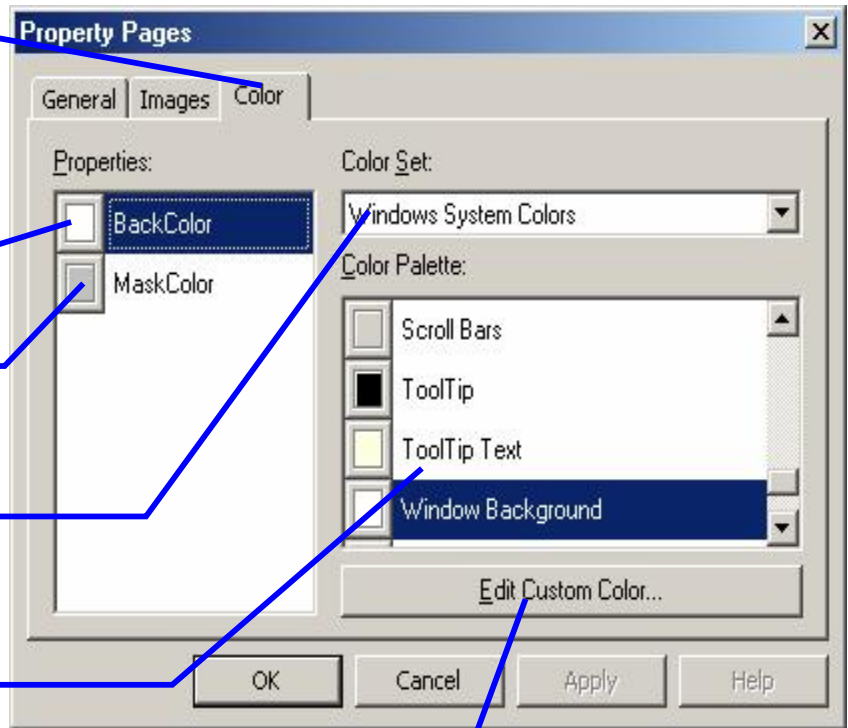 Property Pages
General Images Color
Properties:
BackColor
MaskColor
Color Set:
Windows System Colors
Color Palette:
Scroll Bars
ToolTip
ToolTip Text
Window Background
Edit Custom Color...
OK Cancel Apply Help